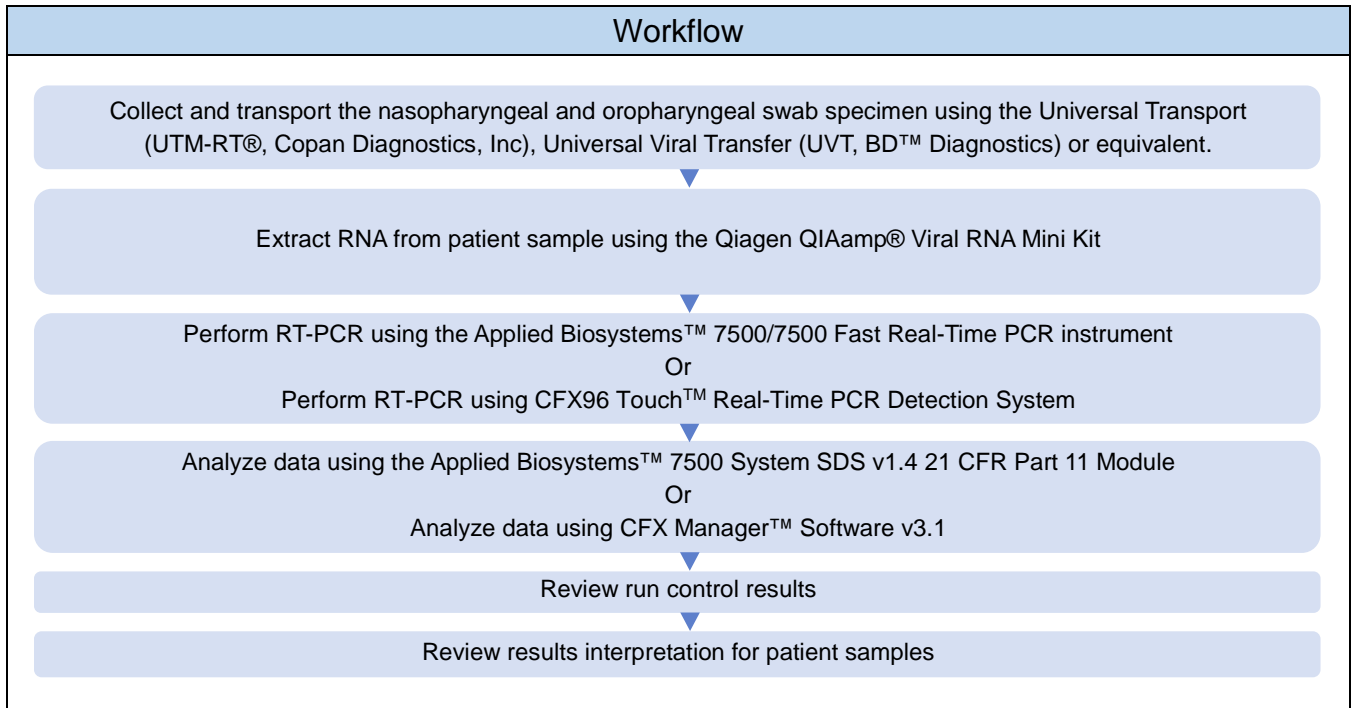 Workflow
Collect and transport the nasopharyngeal and oropharyngeal swab specimen using the Universal Transport
(UTM-RT®, Copan Diagnostics, Inc), Universal Viral Transfer (UVT, BD™ Diagnostics) or equivalent.
Extract RNA from patient sample using the Qiagen QIAamp® Viral RNA Mini Kit
Perform RT-PCR using the Applied Biosystems™ 7500/7500 Fast Real-Time PCR instrument
Or
Perform RT-PCR using CFX96 Touch™ Real-Time PCR Detection System
Analyze data using the Applied Biosystems™ 7500 System SDS v1.4 21 CFR Part 11 Module
Or
Analyze data using CFX Manager™ Software v3.1
Review run control results
Review results interpretation for patient samples